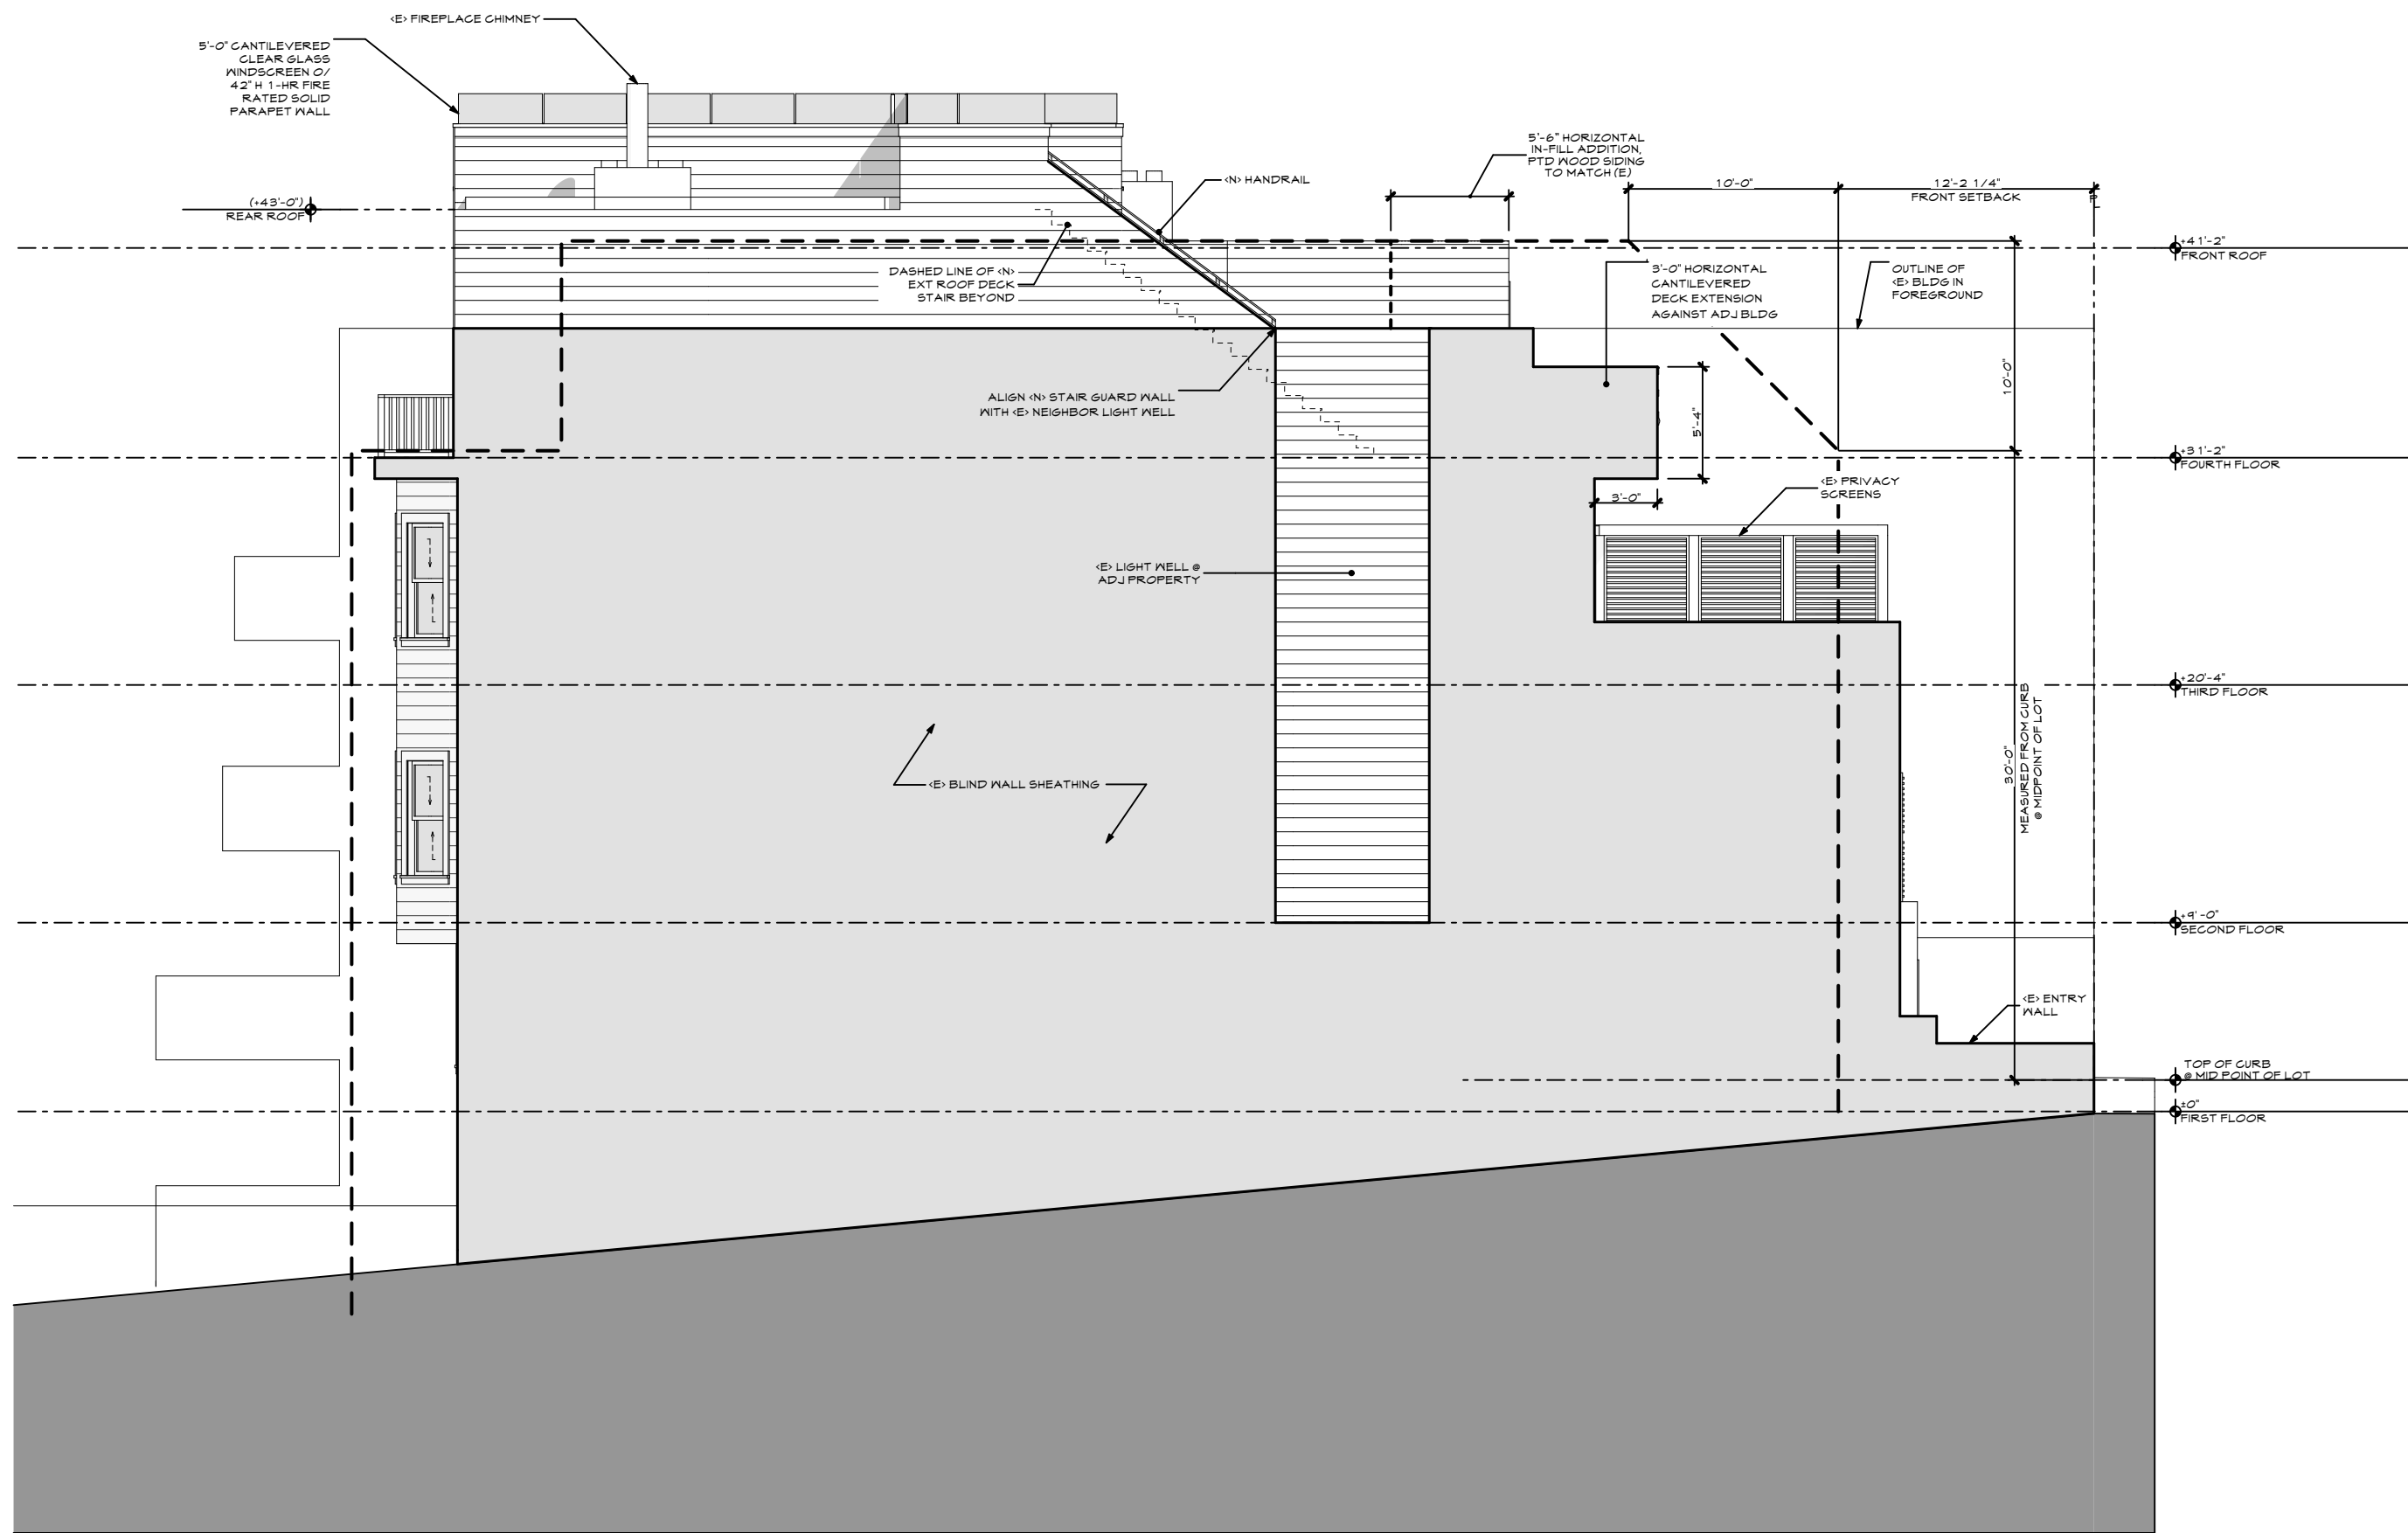 <E> FIREPLACE CHIMNEY
5'-0" CANTILEVERED
CLEAR GLASS
WINDSCREEN O/
42" H 1-HR FIRE
RATED SOLID
PARAPET WALL
5'-6" HORIZONTAL
IN-FILL ADDITION,
PTD WOOD SIDING
TO MATCH (E)
<N> HANDRAIL
10'-0"
12'-2 1/4"
FRONT SETBACK
PL
(+43'-0")
REAR ROOF
+41'-2"
FRONT ROOF
DASHED LINE OF <N>
EXT ROOF DECK
STAIR BEYOND
3'-0" HORIZONTAL
CANTILEVERED
DECK EXTENSION
AGAINST ADJ BLDG
OUTLINE OF
<E> BLDG IN
FOREGROUND
10'-0"
ALIGN <N> STAIR GUARD WALL
WITH <E> NEIGHBOR LIGHT WELL
5'-4"
+31'-2"
FOURTH FLOOR
3'-0"
<E> PRIVACY
SCREENS
<E> LIGHT WELL @
ADJ PROPERTY
+20'-4"
THIRD FLOOR
30'-0"
MEASURED FROM CURB
@ MIDPOINT OF LOT
<E> BLIND WALL SHEATHING
+9'-0"
SECOND FLOOR
<E> ENTRY
WALL
TOP OF CURB
@ MID POINT OF LOT
±0"
FIRST FLOOR